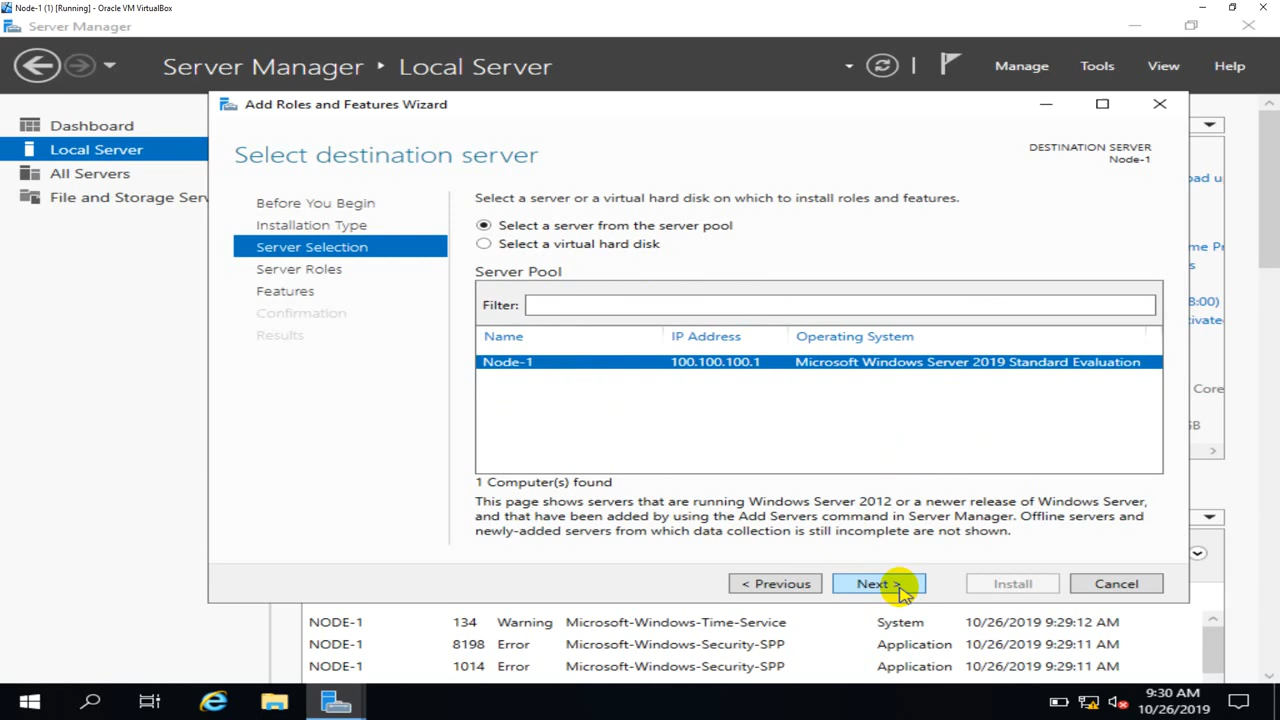 Node-1 (1) [Running] - Oracle VM VirtualBox
Server Manager
Server Manager • Local Server
Manage Tools View Help
Dashboard
Local Server
All Servers
File and Storage Serv
Add Roles and Features Wizard
Select destination server
DESTINATION SERVER
Node-1
Before You Begin
Installation Type
Server Selection
Server Roles
Features
Confirmation
Results
Select a server or a virtual hard disk on which to install roles and features.
Select a server from the server pool
Select a virtual hard disk
Server Pool
Filter:
Name IP Address Operating System
Node-1 100.100.100.1 Microsoft Windows Server 2019 Standard Evaluation
1 Computer(s) found
This page shows servers that are running Windows Server 2012 or a newer release of Windows Server,
and that have been added by using the Add Servers command in Server Manager. Offline servers and
newly-added servers from which data collection is still incomplete are not shown.
< Previous Next > Install Cancel
oad u
me Pr
s
8:00)
tivate
Core
GB
NODE-1 134 Warning Microsoft-Windows-Time-Service System 10/26/2019 9:29:12 AM
NODE-1 8198 Error Microsoft-Windows-Security-SPP Application 10/26/2019 9:29:11 AM
NODE-1 1014 Error Microsoft-Windows-Security-SPP Application 10/26/2019 9:29:11 AM
9:30 AM
10/26/2019